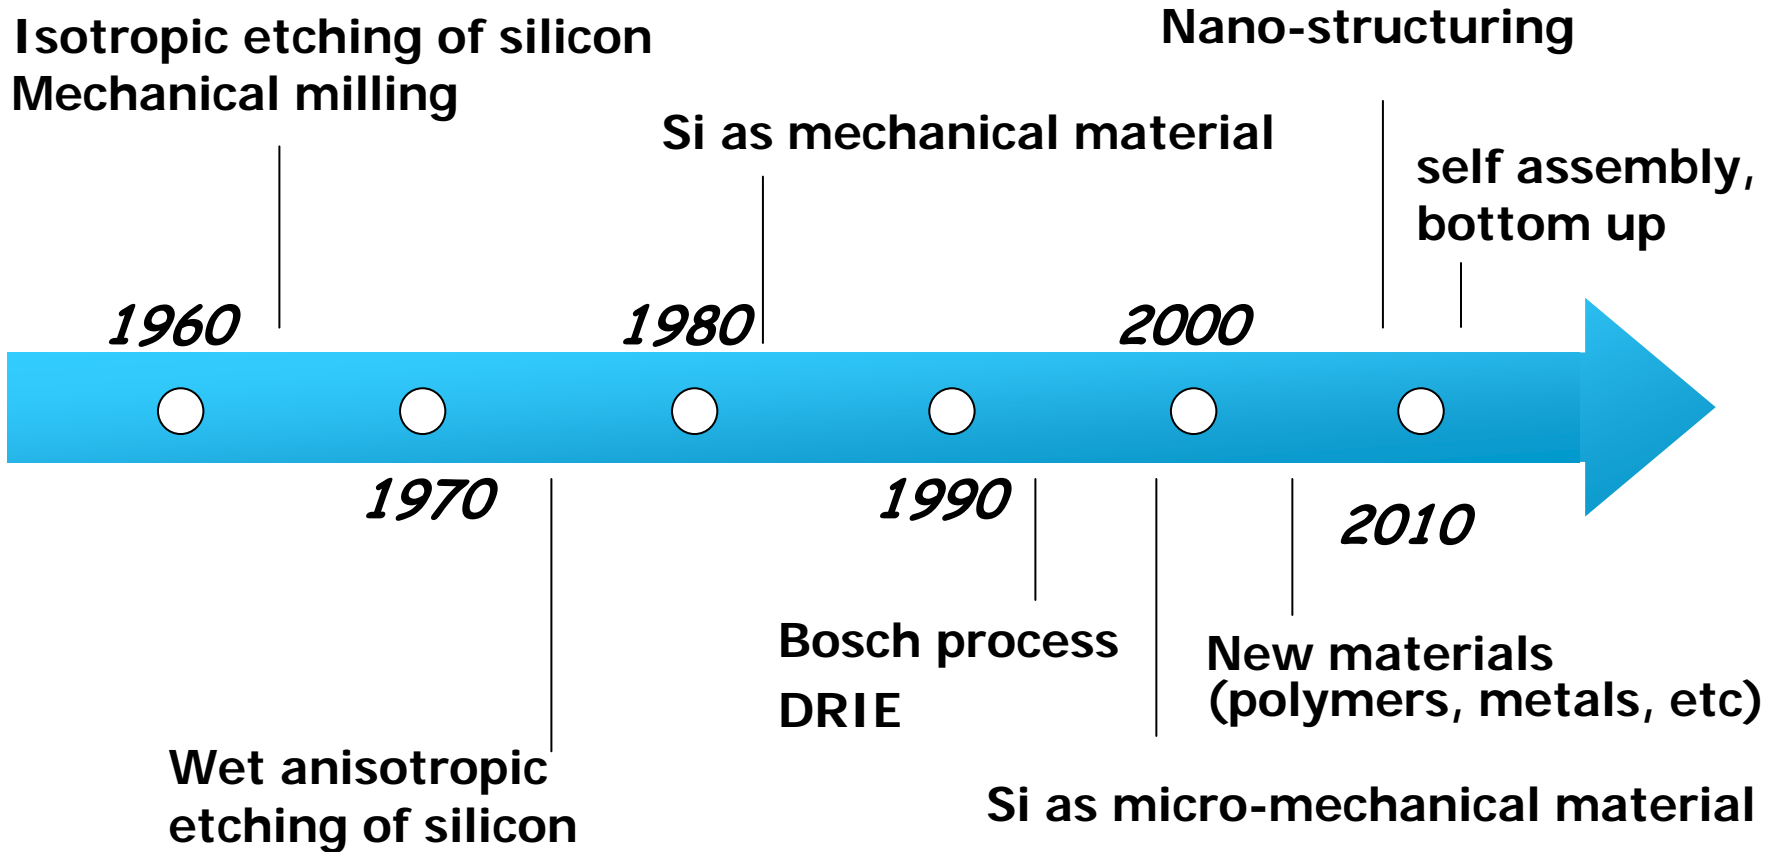 Isotropic etching of silicon
Mechanical milling
Nano-structuring
Si as mechanical material
self assembly,
bottom up
1960
1980
2000
1970
1990
2010
Bosch process
DRIE
New materials
(polymers, metals, etc)
Wet anisotropic
etching of silicon
Si as micro-mechanical material